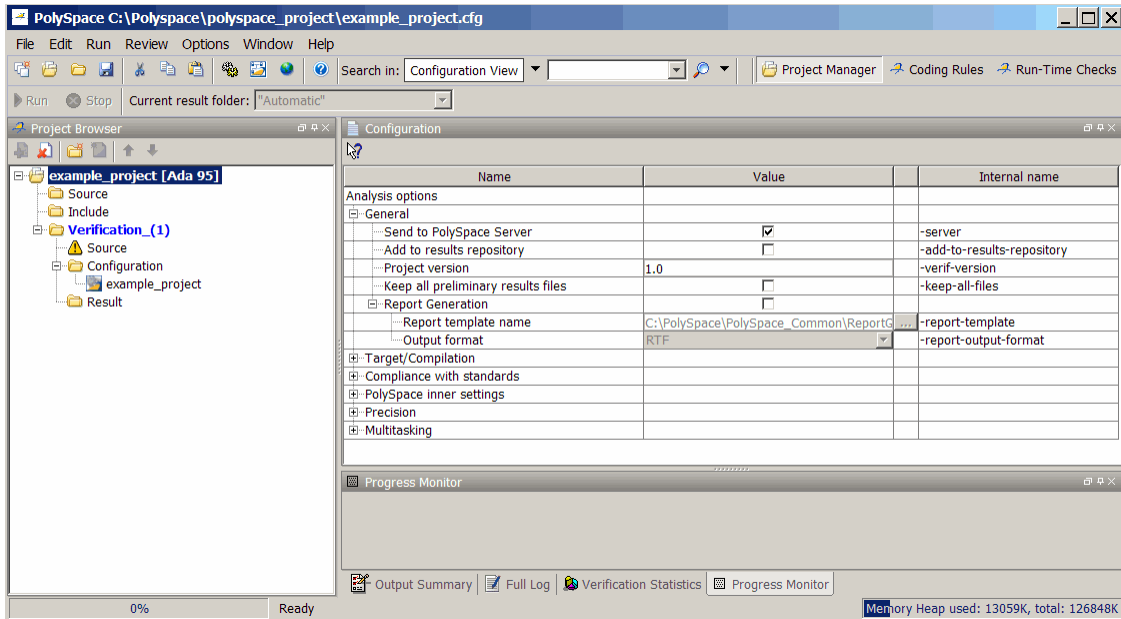 PolySpace C:\Polyspace\polyspace_project\example_project.cfg
File Edit Run Review Options Window Help
Search in: Configuration View Project Manager Coding Rules Run-Time Checks
Run Stop Current result folder: "Automatic"
Project Browser
example_project [Ada 95]
Source
Include
Verification_(1)
Source
Configuration
example_project
Result
Configuration
Name Value Internal name
Analysis options
General
Send to PolySpace Server -server
Add to results repository -add-to-results-repository
Project version 1.0 -verif-version
Keep all preliminary results files -keep-all-files
Report Generation
Report template name C:\PolySpace\PolySpace_Common\ReportG ... -report-template
Output format RTF -report-output-format
Target/Compilation
Compliance with standards
PolySpace inner settings
Precision
Multitasking
Progress Monitor
Output Summary Full Log Verification Statistics Progress Monitor
0% Ready Memory Heap used: 13059K, total: 126848K